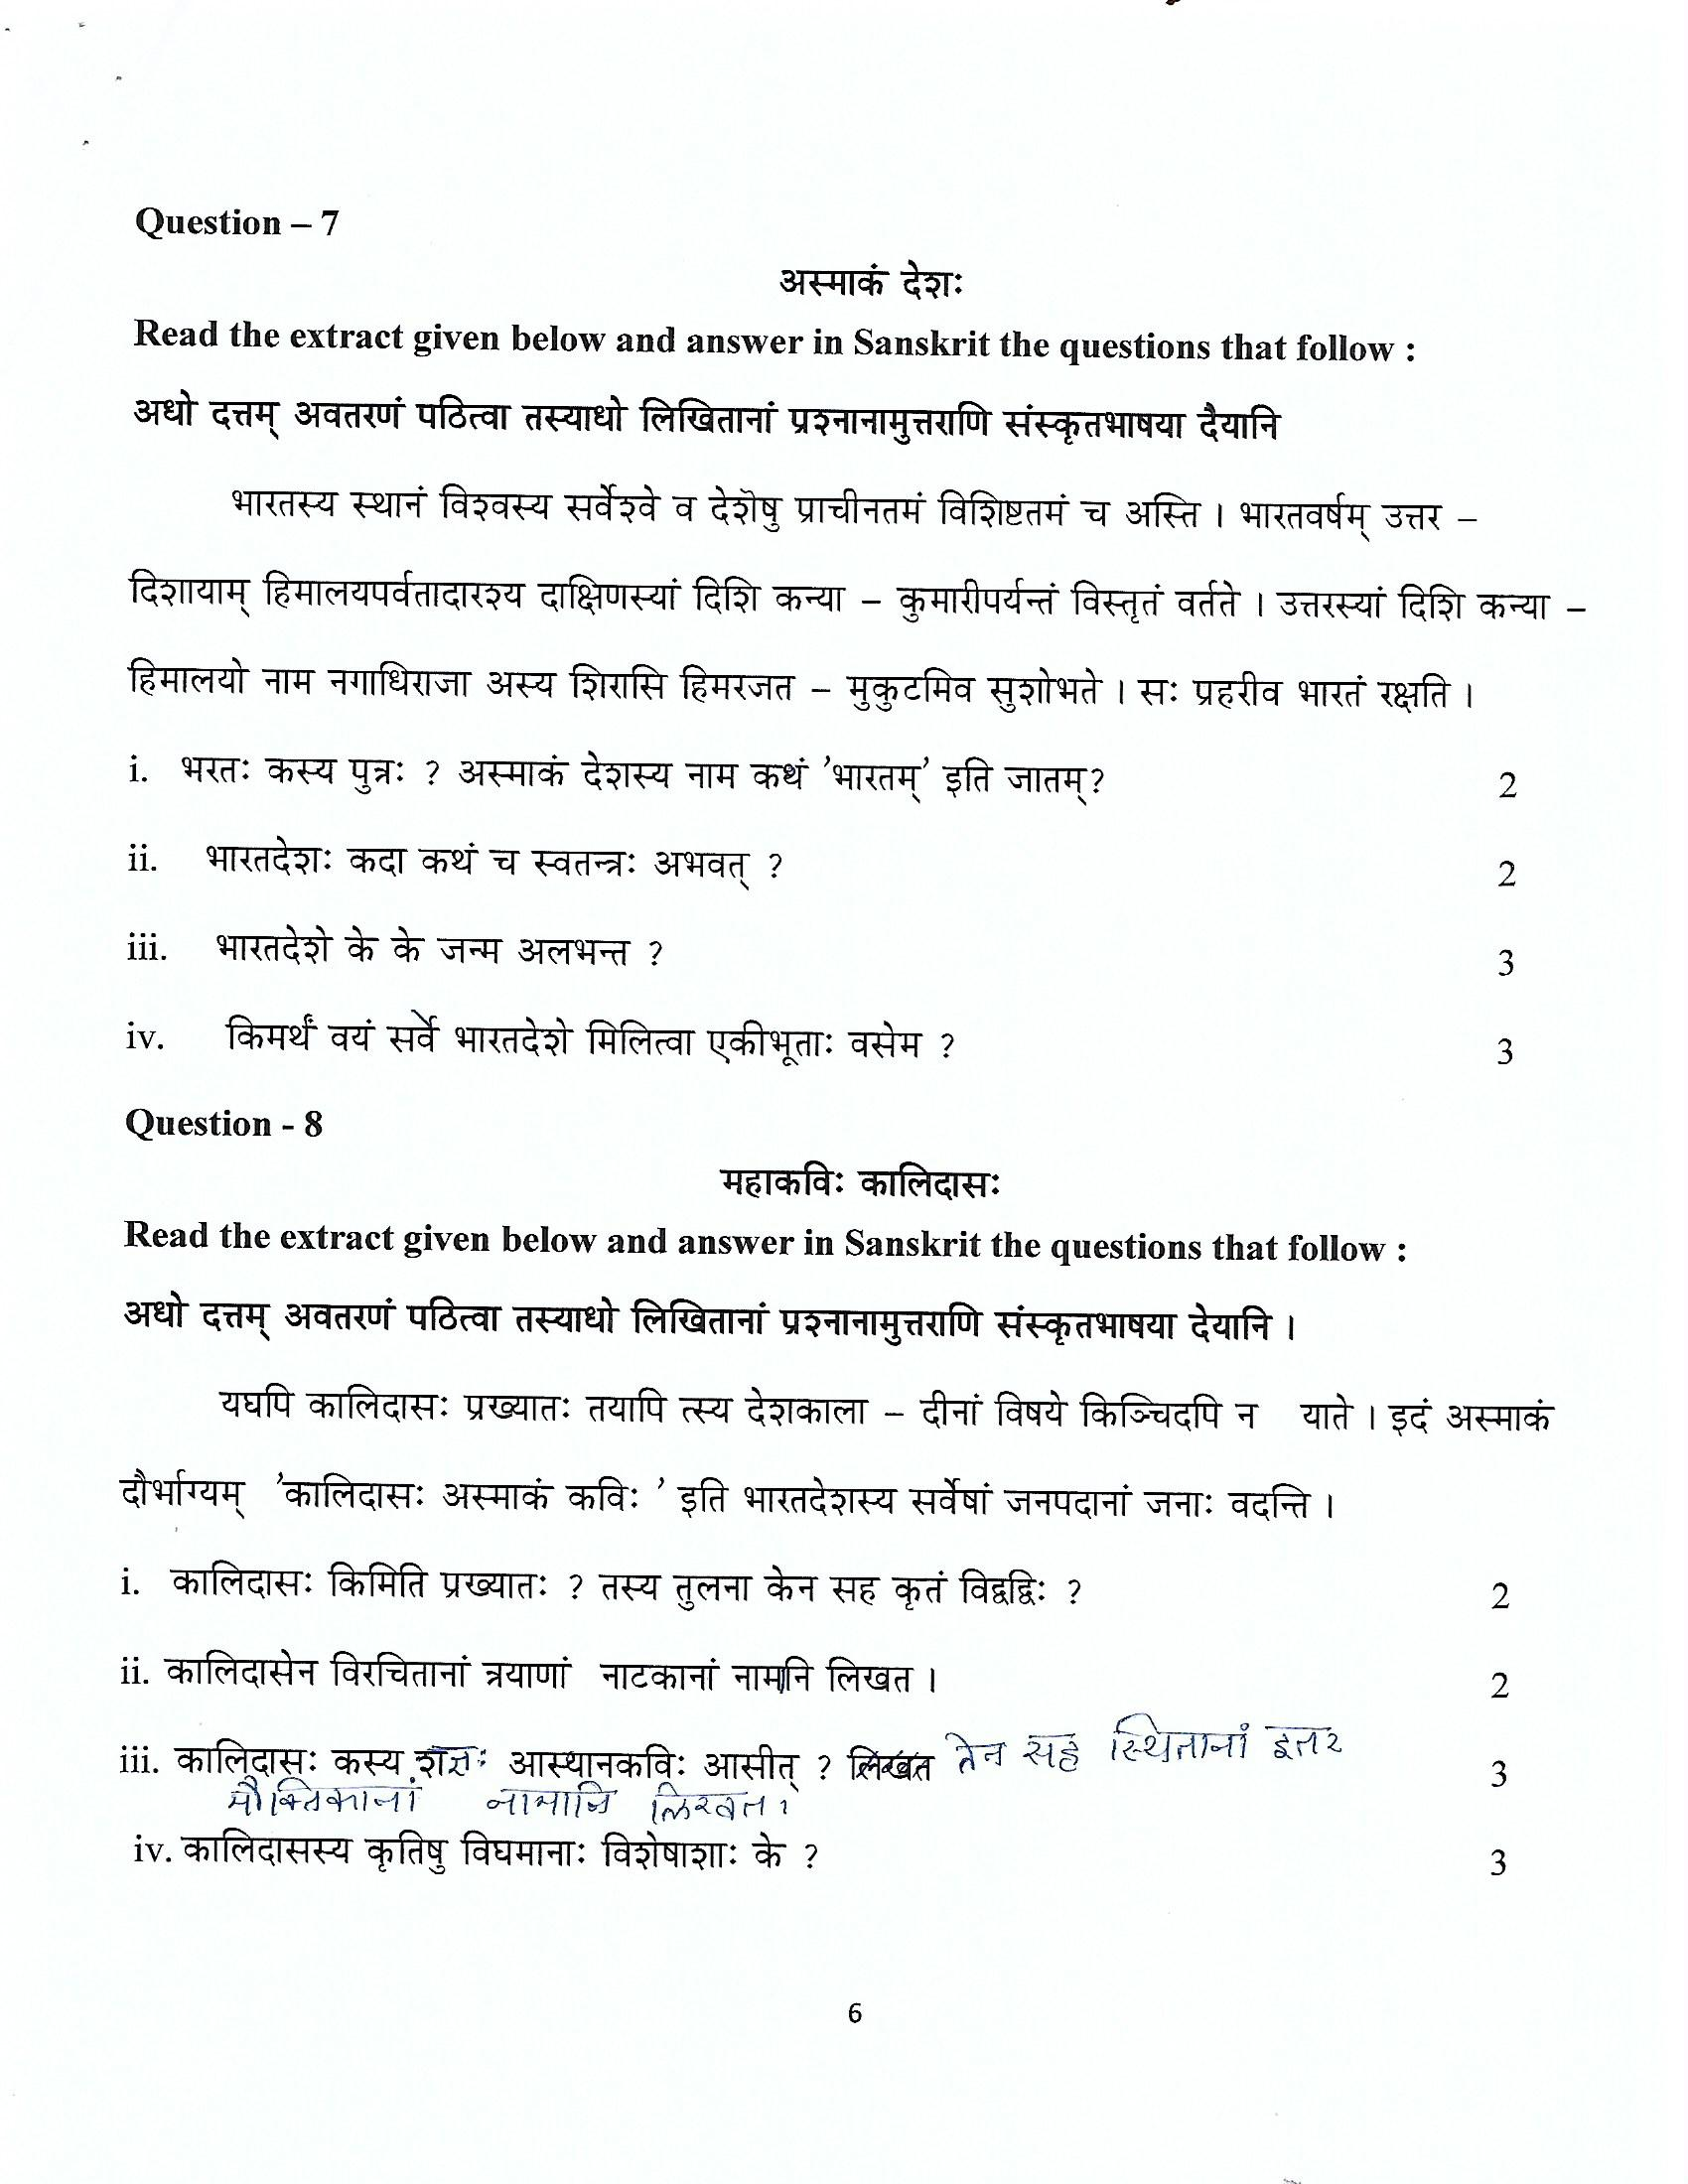 Question – 7
अस्माकं देशः
Read the extract given below and answer in Sanskrit the questions that follow :
अधो दत्तम् अवतरणं पठित्वा तस्याधो लिखितानां प्रश्नानामुत्तराणि संस्कृतभाषया दैयानि
भारतस्य स्थानं विश्वस्य सर्वेश्वे व देशेषु प्राचीनतमं विशिष्टतमं च अस्ति । भारतवर्षम् उत्तर –
दिशायाम् हिमालयपर्वतादारश्य दाक्षिणस्यां दिशि कन्या – कुमारीपर्यन्तं विस्तृतं वर्तते । उत्तरस्यां दिशि कन्या –
हिमालयो नाम नगाधिराजा अस्य शिरासि हिमरजत – मुकुटमिव सुशोभते । सः प्रहरीव भारतं रक्षति ।
i. भरतः कस्य पुत्रः ? अस्माकं देशस्य नाम कथं 'भारतम्' इति जातम्? 2
ii. भारतदेशः कदा कथं च स्वतन्त्रः अभवत् ? 2
iii. भारतदेशे के के जन्म अलभन्त ? 3
iv. किमर्थं वयं सर्वे भारतदेशे मिलित्वा एकीभूताः वसेम ? 3
Question - 8
महाकविः कालिदासः
Read the extract given below and answer in Sanskrit the questions that follow :
अधो दत्तम् अवतरणं पठित्वा तस्याधो लिखितानां प्रश्नानामुत्तराणि संस्कृतभाषया देयानि ।
यघपि कालिदासः प्रख्यातः तयापि त्स्य देशकाला – दीनां विषये किञ्चिदपि न याते । इदं अस्माकं
दौर्भाग्यम् 'कालिदासः अस्माकं कविः ' इति भारतदेशस्य सर्वेषां जनपदानां जनाः वदन्ति ।
i. कालिदासः किमिति प्रख्यातः ? तस्य तुलना केन सह कृतं विद्वद्विः ? 2
ii. कालिदासेन विरचितानां त्रयाणां नाटकानां नामानि लिखत । 2
iii. कालिदासः कस्य आस्थानकविः आसीत् ? लिखत तेन सह स्थितानां इतर 3
मौक्तिकानां नामानि लिखत ।
iv. कालिदासस्य कृतिषु विघमानाः विशेषाशाः के ? 3
6